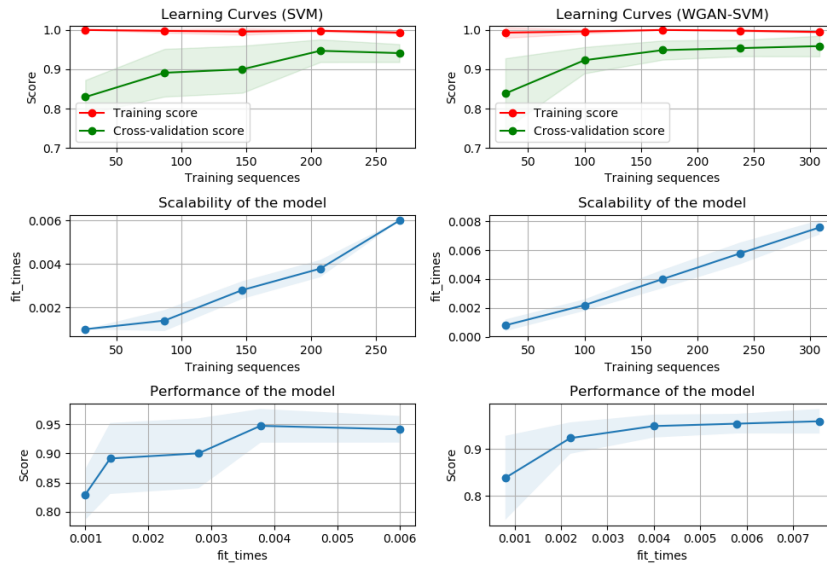 Learning Curves (SVM)
1.0
0.9
0.8
0.7
Score
Training score
Cross-validation score
50
100
150
200
250
Training sequences
Learning Curves (WGAN-SVM)
1.0
0.9
0.8
0.7
Score
Training score
Cross-validation score
50
100
150
200
250
300
Training sequences
Scalability of the model
0.006
0.004
0.002
fit_times
50
100
150
200
250
Training sequences
Scalability of the model
0.008
0.006
0.004
0.002
0.000
fit_times
50
100
150
200
250
300
Training sequences
Performance of the model
0.95
0.90
0.85
0.80
Score
0.001
0.002
0.003
0.004
0.005
0.006
fit_times
Performance of the model
0.9
0.8
Score
0.001
0.002
0.003
0.004
0.005
0.006
0.007
fit_times